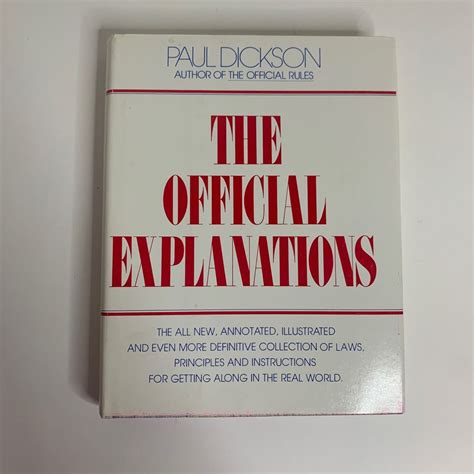 PAUL DICKSON
AUTHOR OF THE OFFICIAL RULES
THE
OFFICIAL
EXPLANATIONS
THE ALL NEW, ANNOTATED, ILLUSTRATED
AND EVEN MORE DEFINITIVE COLLECTION OF LAWS,
PRINCIPLES AND INSTRUCTIONS
FOR GETTING ALONG IN THE REAL WORLD.